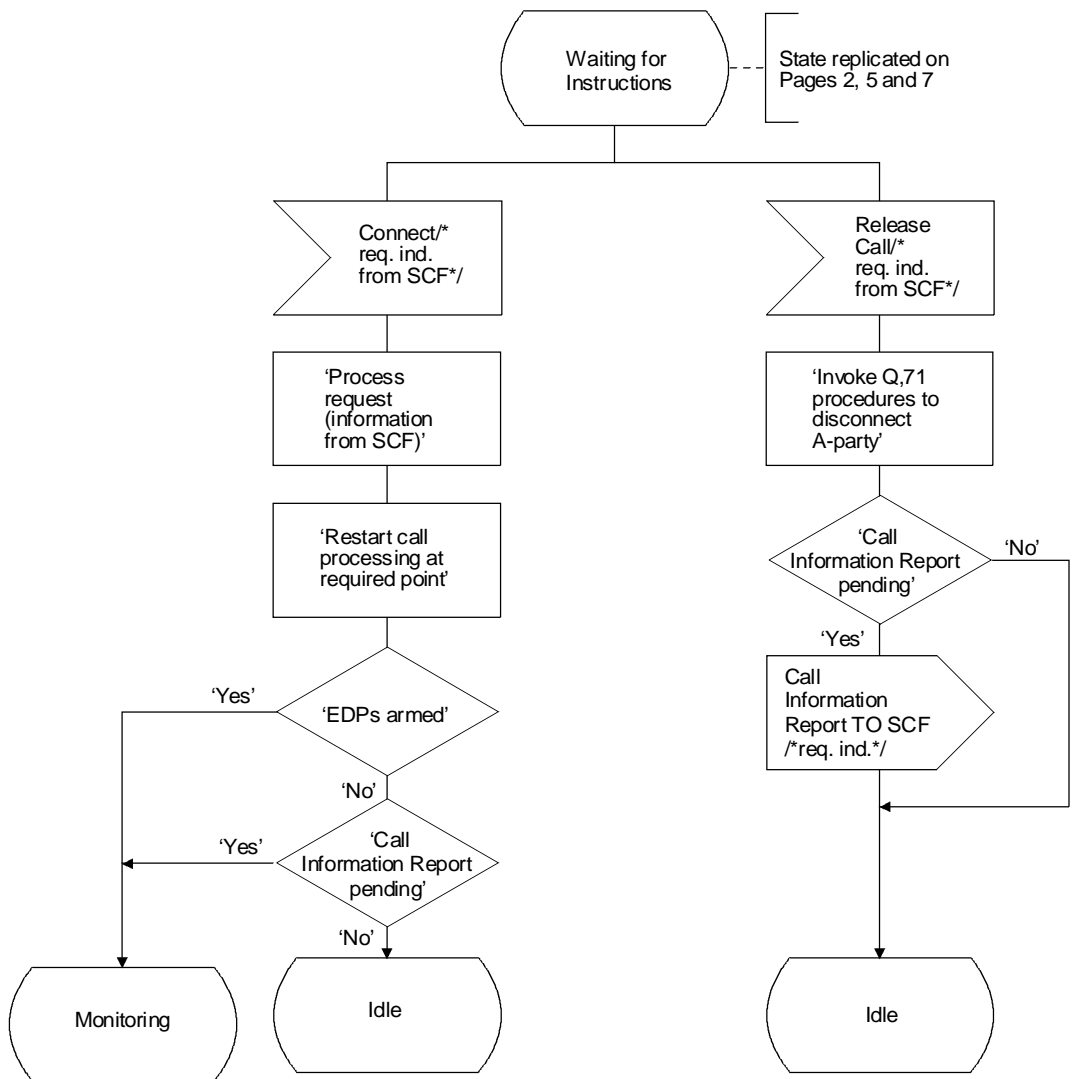 Waiting for
Instructions
State replicated on
Pages 2, 5 and 7
Connect/*
req. ind.
from SCF*/
Release
Call/*
req. ind.
from SCF*/
‘Process
request
(information
from SCF)’
‘Invoke Q,71
procedures to
disconnect
A-party’
‘Restart call
processing at
required point’
‘Call
Information Report
pending’
‘No’
‘Yes’
‘Yes’
‘EDPs armed’
Call
Information
Report TO SCF
/*req. ind.*/
‘No’
‘Yes’
‘Call
Information Report
pending’
‘No’
Monitoring
Idle
Idle